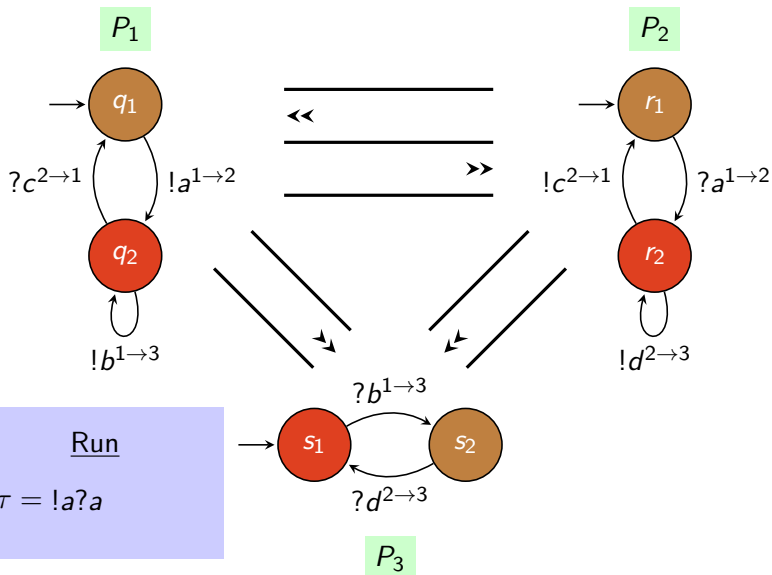 P₁ P₂
q₁ r₁
?c²→¹ !a¹→² !c²→¹ ?a¹→²
q₂ r₂
!b¹→³ !d²→³
?b¹→³
Run
s₁ s₂
τ = !a?a
?d²→³
P₃